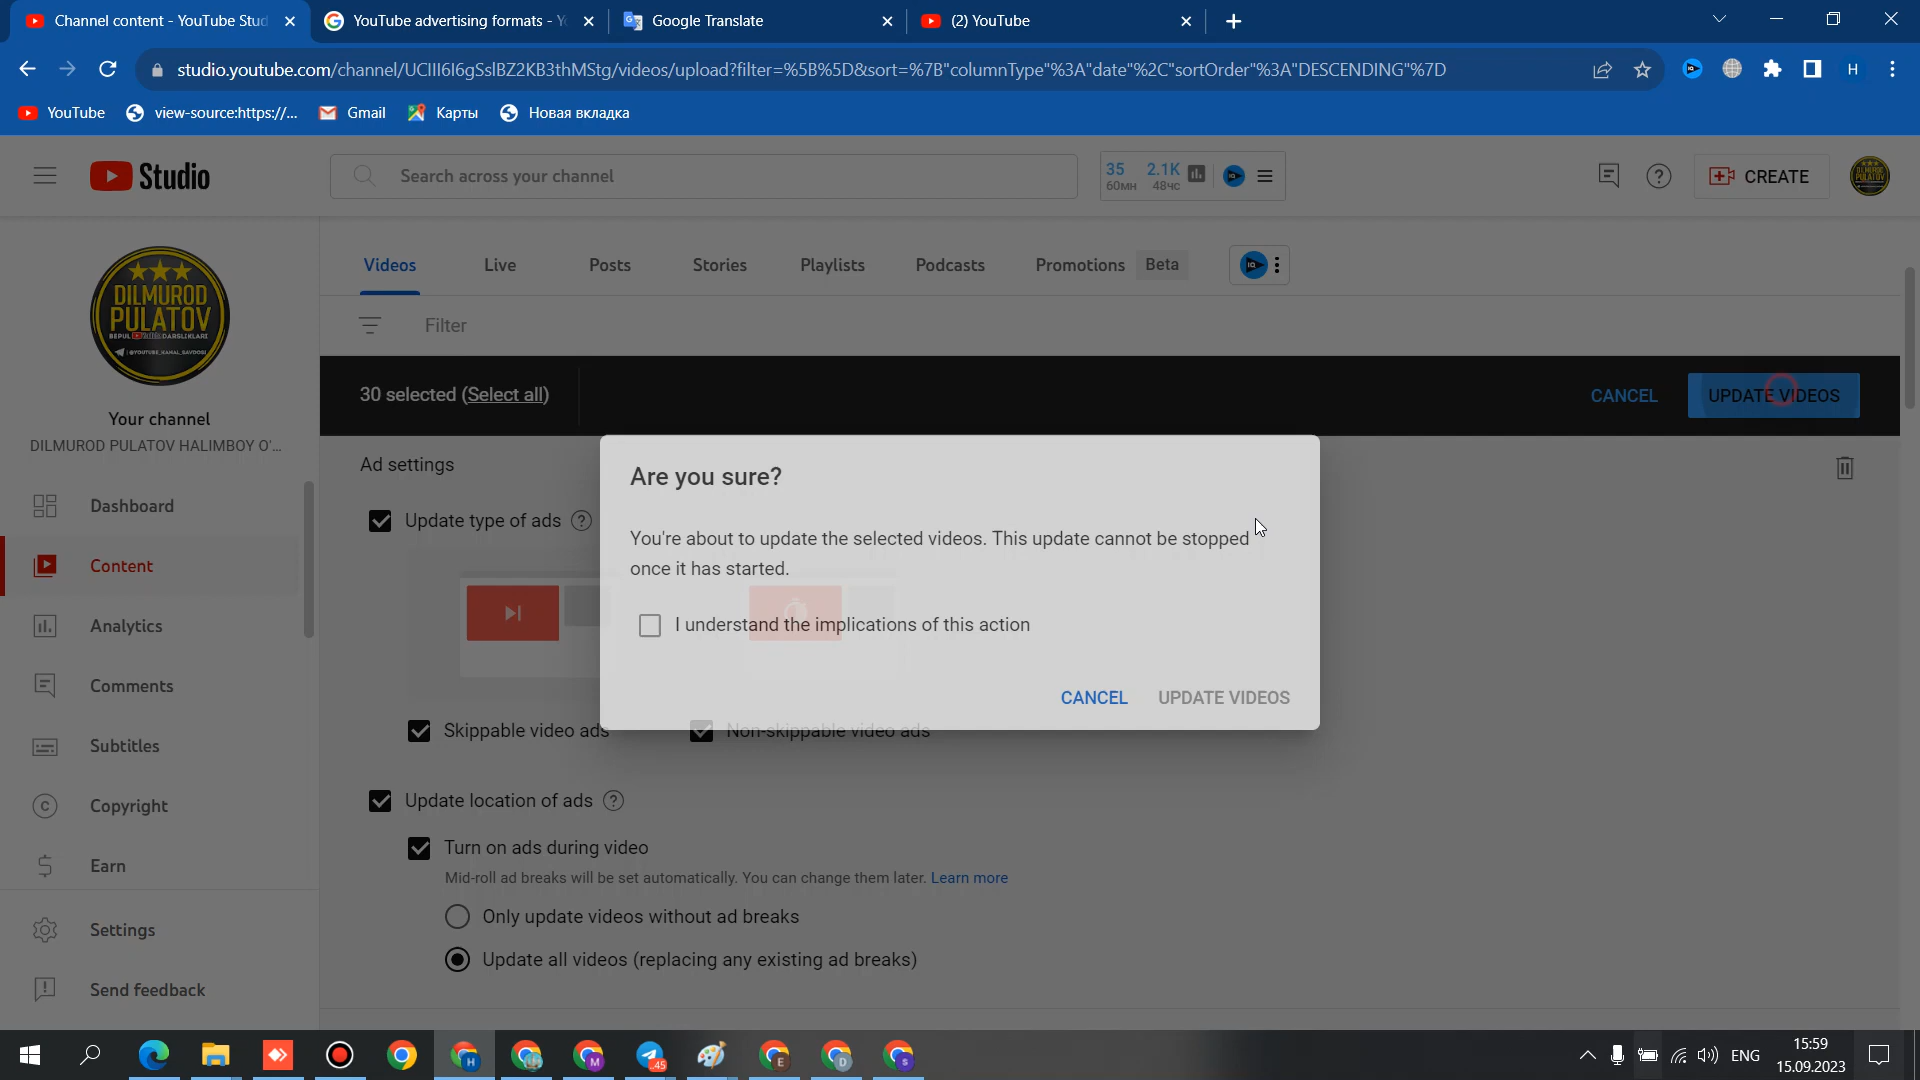 Channel content - YouTube Stud
YouTube advertising formats - Yo
Google Translate
(2) YouTube
studio.youtube.com/channel/UCIII6I6gSslBZ2KB3thMStg/videos/upload?filter=%5B%5D&sort=%7B"columnType"%3A"date"%2C"sortOrder"%3A"DESCENDING"%7D
H
YouTube
view-source:https://...
Gmail
Карты
Новая вкладка
Studio
Search across your channel
35 2.1K
60мн 48чс
CREATE
DILMUROD
PULATOV
Your channel
DILMUROD PULATOV HALIMBOY O'...
Dashboard
Content
Analytics
Comments
Subtitles
Copyright
Earn
Settings
Send feedback
Videos
Live
Posts
Stories
Playlists
Podcasts
Promotions
Beta
Filter
30 selected (Select all)
CANCEL
UPDATE VIDEOS
Ad settings
Update type of ads
Skippable video ads
Non-skippable video ads
Update location of ads
Turn on ads during video
Mid-roll ad breaks will be set automatically. You can change them later. Learn more
Only update videos without ad breaks
Update all videos (replacing any existing ad breaks)
Are you sure?
You're about to update the selected videos. This update cannot be stopped
once it has started.
I understand the implications of this action
CANCEL
UPDATE VIDEOS
45
ENG
15:59
15.09.2023